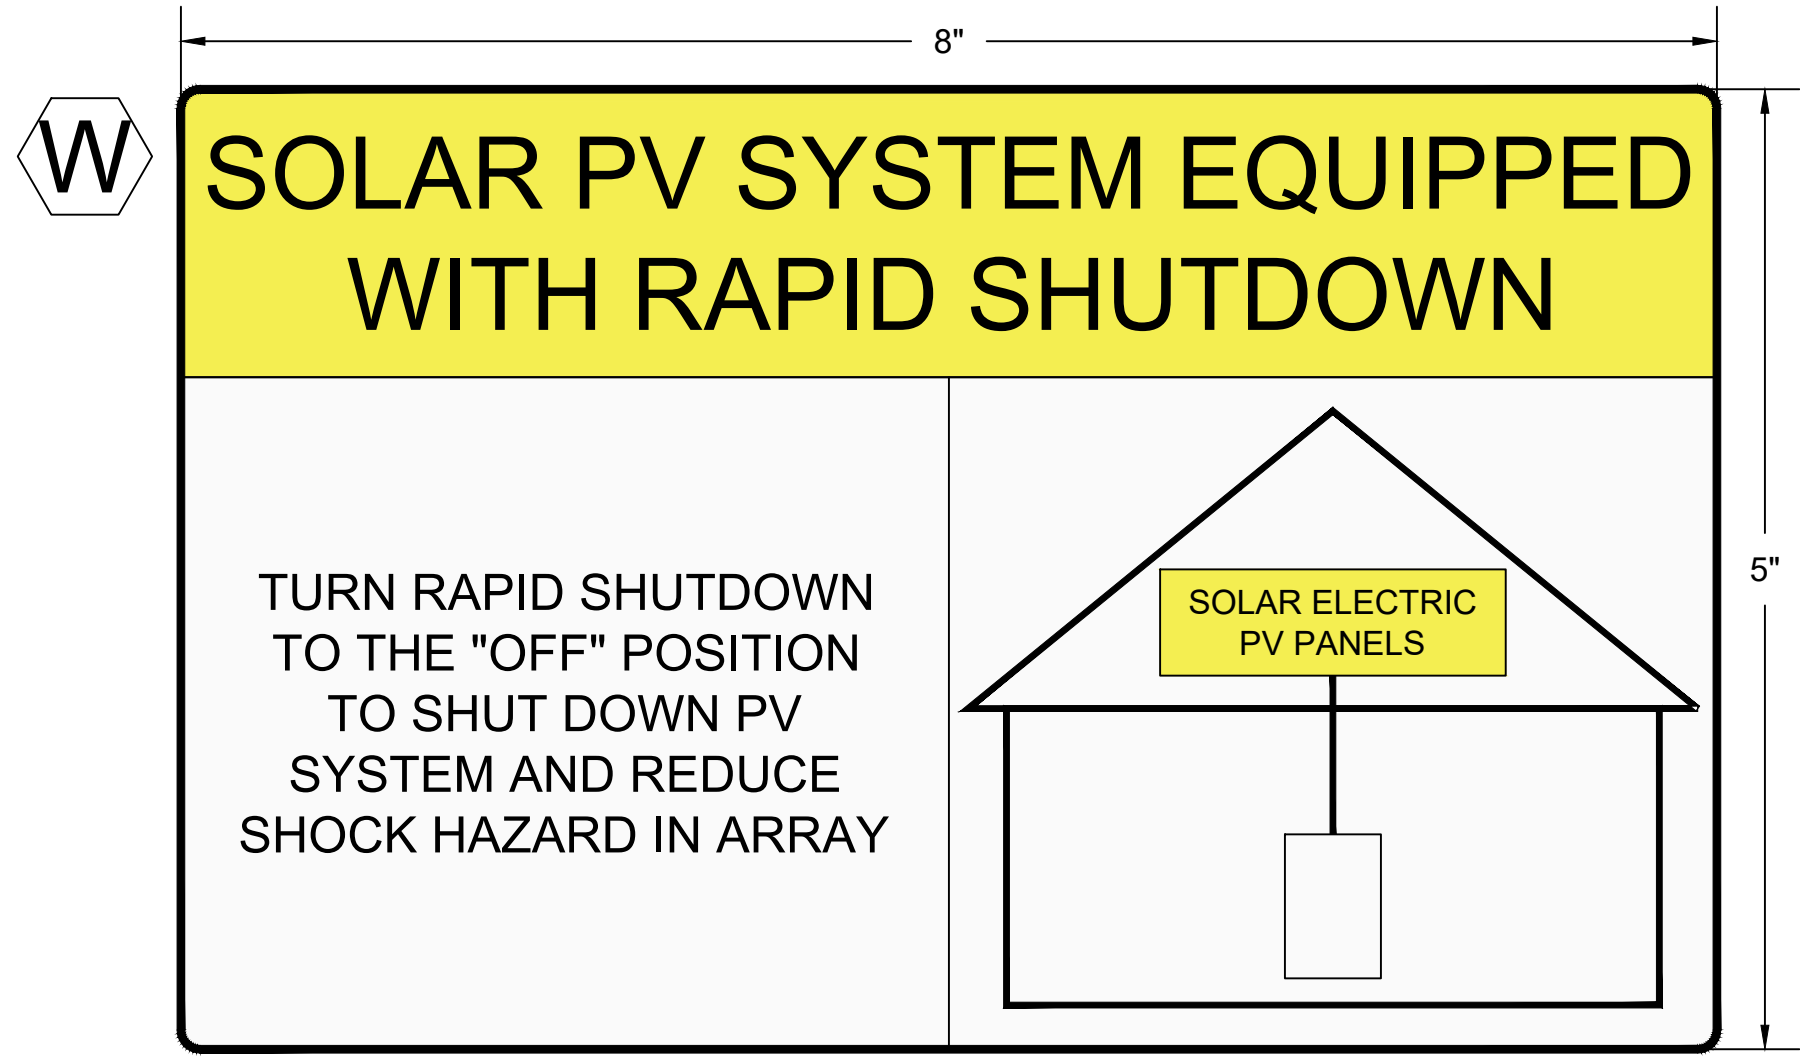 8"
W
SOLAR PV SYSTEM EQUIPPED
WITH RAPID SHUTDOWN
TURN RAPID SHUTDOWN
TO THE "OFF" POSITION
TO SHUT DOWN PV
SYSTEM AND REDUCE
SHOCK HAZARD IN ARRAY
SOLAR ELECTRIC
PV PANELS
5"